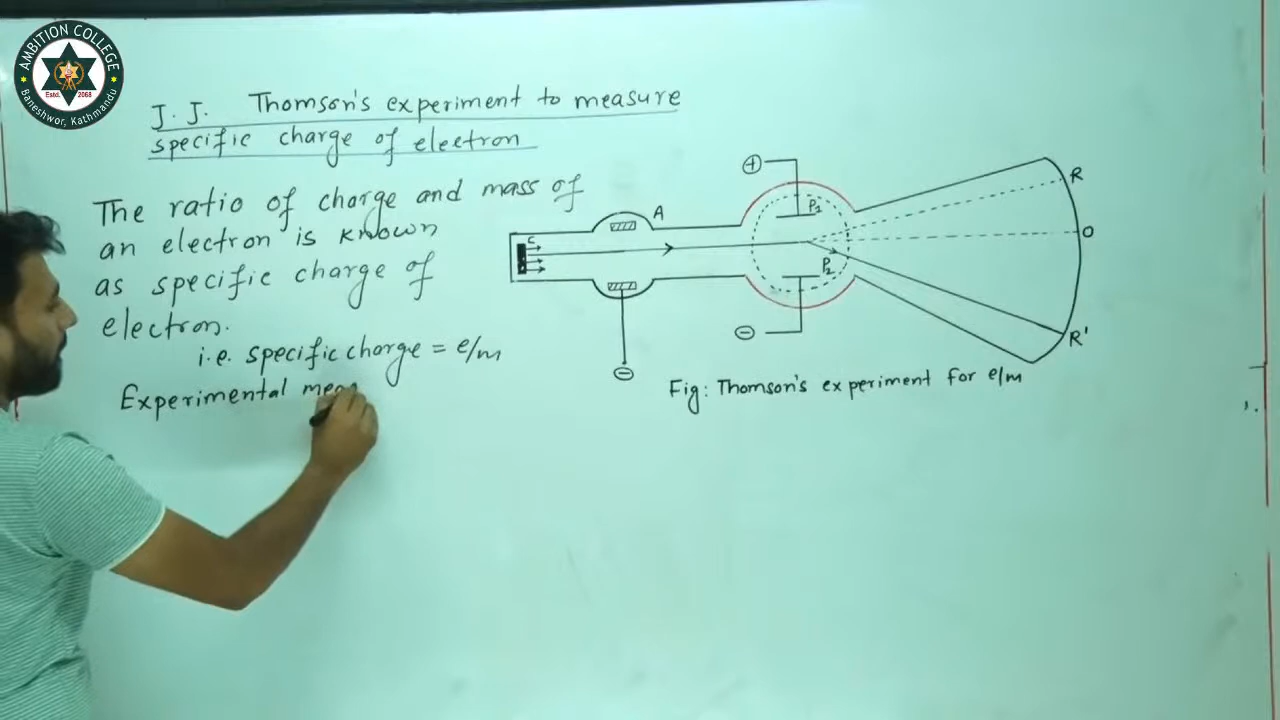 AMBITION COLLEGE
Estd. 2068
Baneshwor, Kathmandu
J. J. Thomson's experiment to measure
specific charge of electron
The ratio of charge and mass of
an electron is known
as specific charge of
electron.
i.e. specific charge = e/m
Experimental mea
A
C
+
P1
P2
-
-
R
O
R'
Fig: Thomson's experiment for e/m